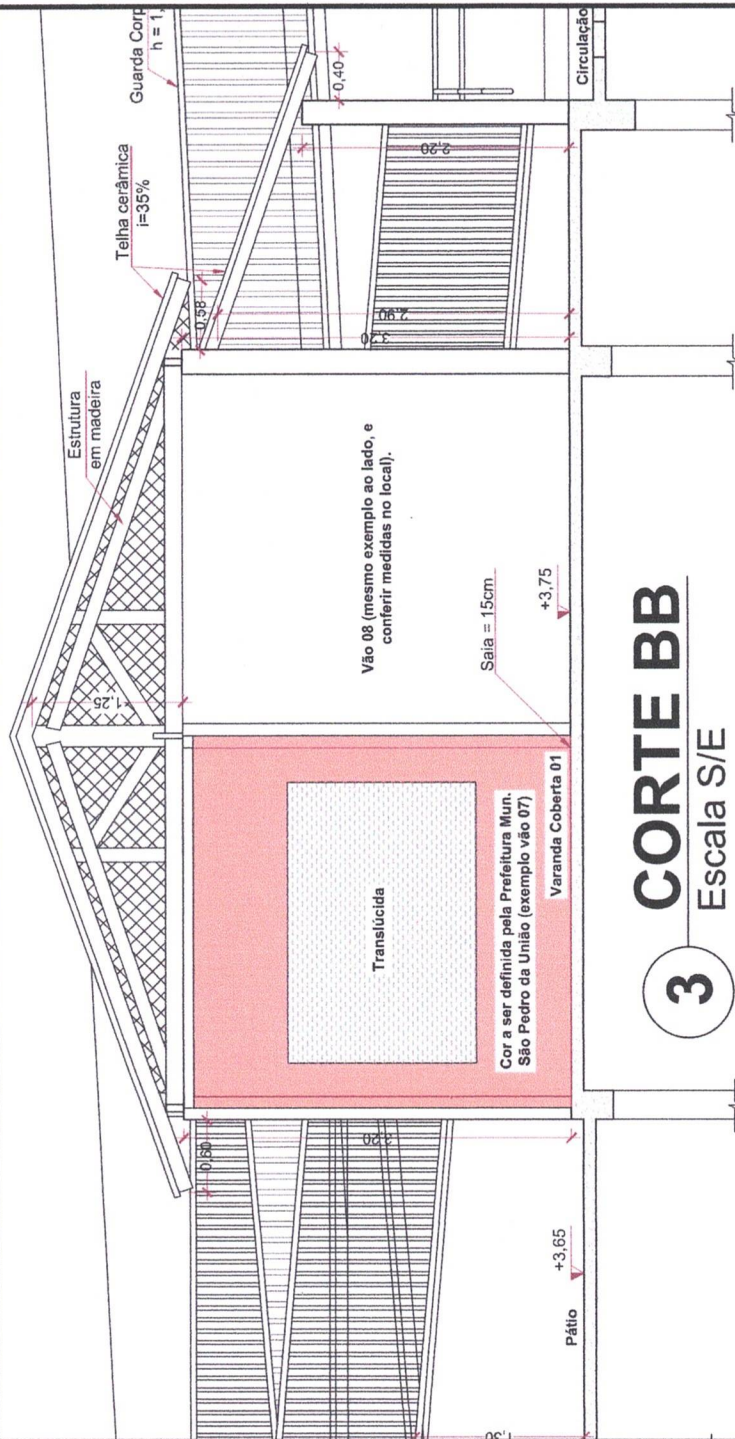 Guarda Corp
h = 1,
Telha cerâmica
i=35%
Estrutura
em madeira
0,40
Circulação
2,20
0,58
2,90
3,20
1,25
Vão 08 (mesmo exemplo ao lado, e
conferir medidas no local).
Saia = 15cm
+3,75
Translúcida
Cor a ser definida pela Prefeitura Mun.
São Pedro da União (exemplo vão 07)
Varanda Coberta 01
0,60
3,20
Pátio
+3,65
1,30
3
CORTE BB
Escala S/E